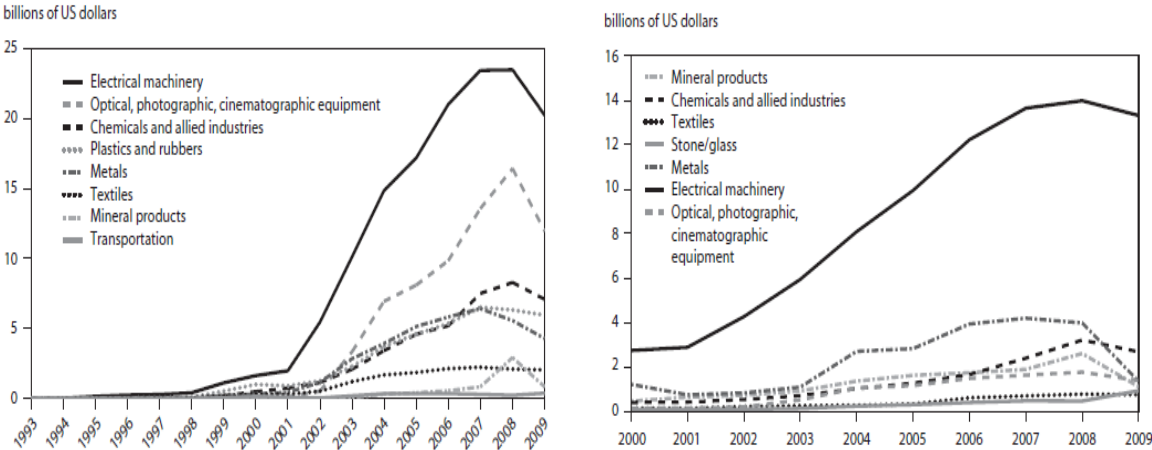 billions of US dollars
25
20
15
10
5
0
Electrical machinery
Optical, photographic, cinematographic equipment
Chemicals and allied industries
Plastics and rubbers
Metals
Textiles
Mineral products
Transportation
1993
1994
1995
1996
1997
1998
1999
2000
2001
2002
2003
2004
2005
2006
2007
2008
2009
billions of US dollars
16
14
12
10
8
6
4
2
0
Mineral products
Chemicals and allied industries
Textiles
Stone/glass
Metals
Electrical machinery
Optical, photographic,
cinematographic
equipment
2000 2001 2002 2003 2004 2005 2006 2007 2008 2009